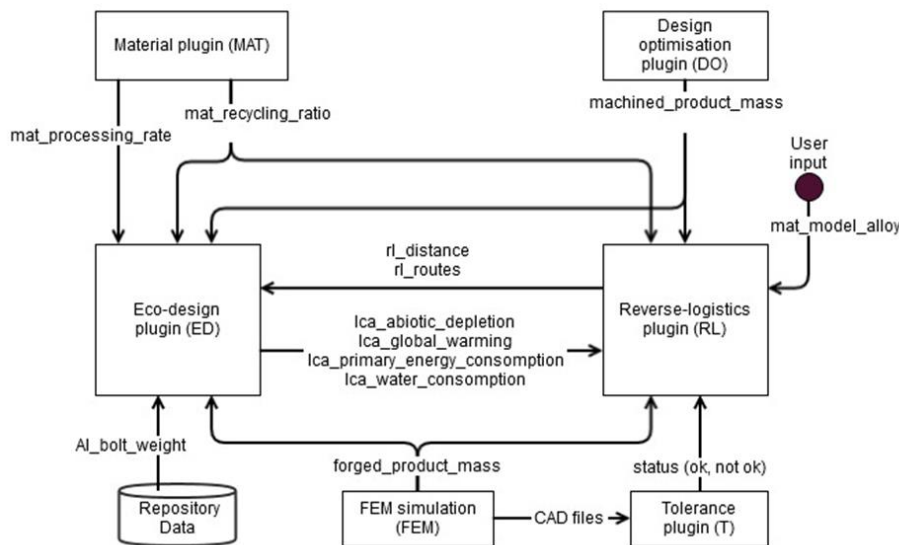 Material plugin (MAT)
Design
optimisation
plugin (DO)
mat_recycling_ratio
machined_product_mass
mat_processing_rate
User
input
mat_model_alloy
rl_distance
rl_routes
Eco-design
plugin (ED)
Reverse-logistics
plugin (RL)
lca_abiotic_depletion
lca_global_warming
lca_primary_energy_consomption
lca_water_consomption
Al_bolt_weight
forged_product_mass
status (ok, not ok)
Repository
Data
FEM simulation
(FEM)
CAD files
Tolerance
plugin (T)